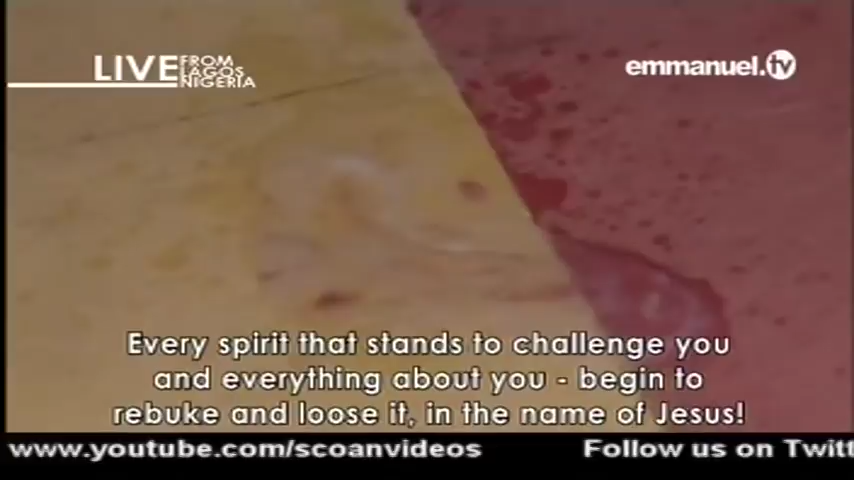 LIVE FROM LAGOS NIGERIA
emmanuel.tv
Every spirit that stands to challenge you
and everything about you - begin to
rebuke and loose it, in the name of Jesus!
www.youtube.com/scoanvideos Follow us on Twitt